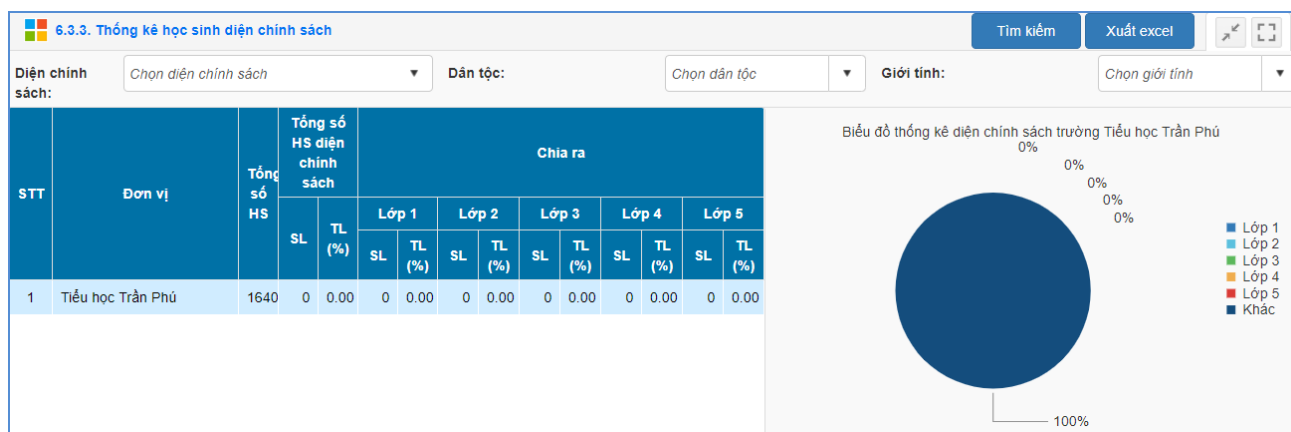 6.3.3. Thống kê học sinh diện chính sách
Tìm kiếm
Xuất excel
Diện chính
sách:
Chọn diện chính sách
Dân tộc:
Chọn dân tộc
Giới tính:
Chọn giới tính
STT
Đơn vị
Tổng
số
HS
Tổng số
HS diện
chính
sách
Chia ra
SL
TL
(%)
Lớp 1
Lớp 2
Lớp 3
Lớp 4
Lớp 5
SL
TL
(%)
SL
TL
(%)
SL
TL
(%)
SL
TL
(%)
SL
TL
(%)
1 Tiểu học Trần Phú 1640 0 0.00 0 0.00 0 0.00 0 0.00 0 0.00 0 0.00
Biểu đồ thống kê diện chính sách trường Tiểu học Trần Phú
0%
0%
0%
0%
0%
Lớp 1
Lớp 2
Lớp 3
Lớp 4
Lớp 5
Khác
100%